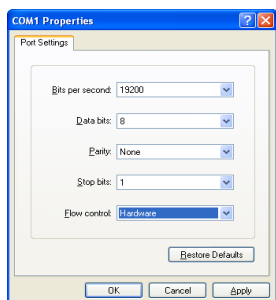 COM1 Properties
Port Settings
Bits per second: 19200
Data bits: 8
Parity: None
Stop bits: 1
Flow control: Hardware
Restore Defaults
OK Cancel Apply